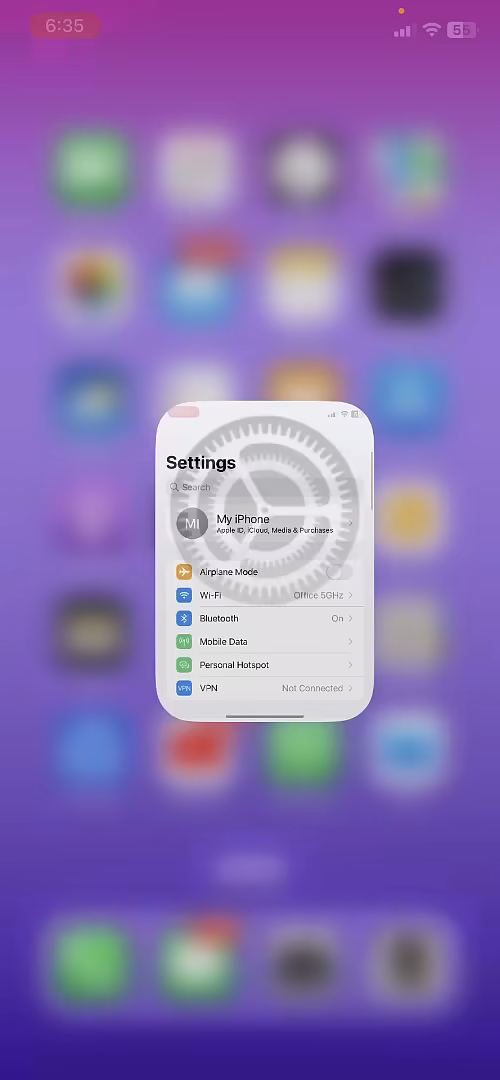 6:35
55
Settings
Search
MI
My iPhone
Apple ID, iCloud, Media & Purchases
Airplane Mode
Wi-Fi Office 5GHz
Bluetooth On
Mobile Data
Personal Hotspot
VPN VPN Not Connected